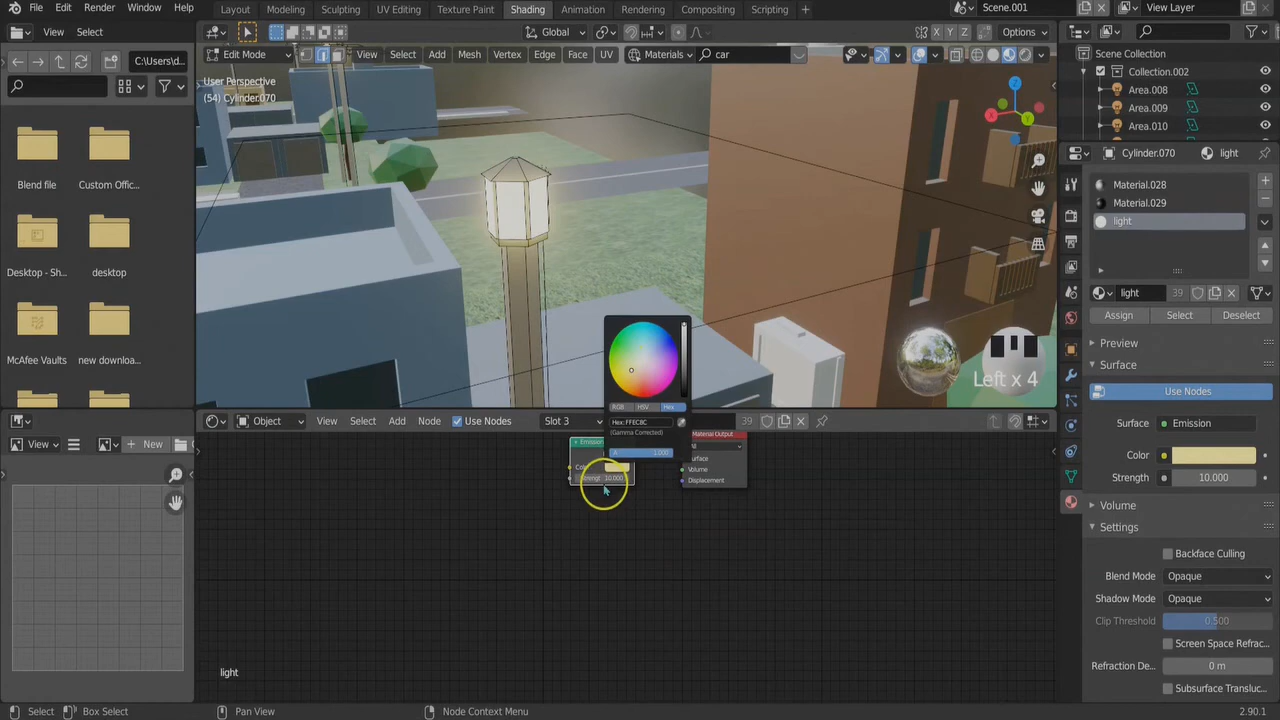 File Edit Render Window Help Layout Modeling Sculpting UV Editing Texture Paint Shading Animation Rendering Compositing Scripting + Scene.001 View Layer
View Select Global Options
C:\Users\d...
Edit Mode View Select Add Mesh Vertex Edge Face UV Materials car
User Perspective
(54) Cylinder.070
X Y Z
Scene Collection
Collection.002
Area.008
Area.009
Area.010
Blend file
Custom Offic...
Desktop - Sh...
desktop
McAfee Vaults
new downloa...
Cylinder.070 light
Material.028
Material.029
light
light 39
Assign Select Deselect
Preview
Surface
Use Nodes
Surface Emission
Color
Strength 10.000
Volume
Settings
Backface Culling
Blend Mode Opaque
Shadow Mode Opaque
Clip Threshold 0.500
Screen Space Refrac...
Refraction De... 0 m
Subsurface Transluc...
Left x 4
RGB HSV Hex
Hex: FFEC8C
(Gamma Corrected)
A 1.000
View New
Object View Select Add Node Use Nodes Slot 3 39
Material Output
Surface
Volume
Displacement
light
Select Box Select Pan View Node Context Menu 2.90.1